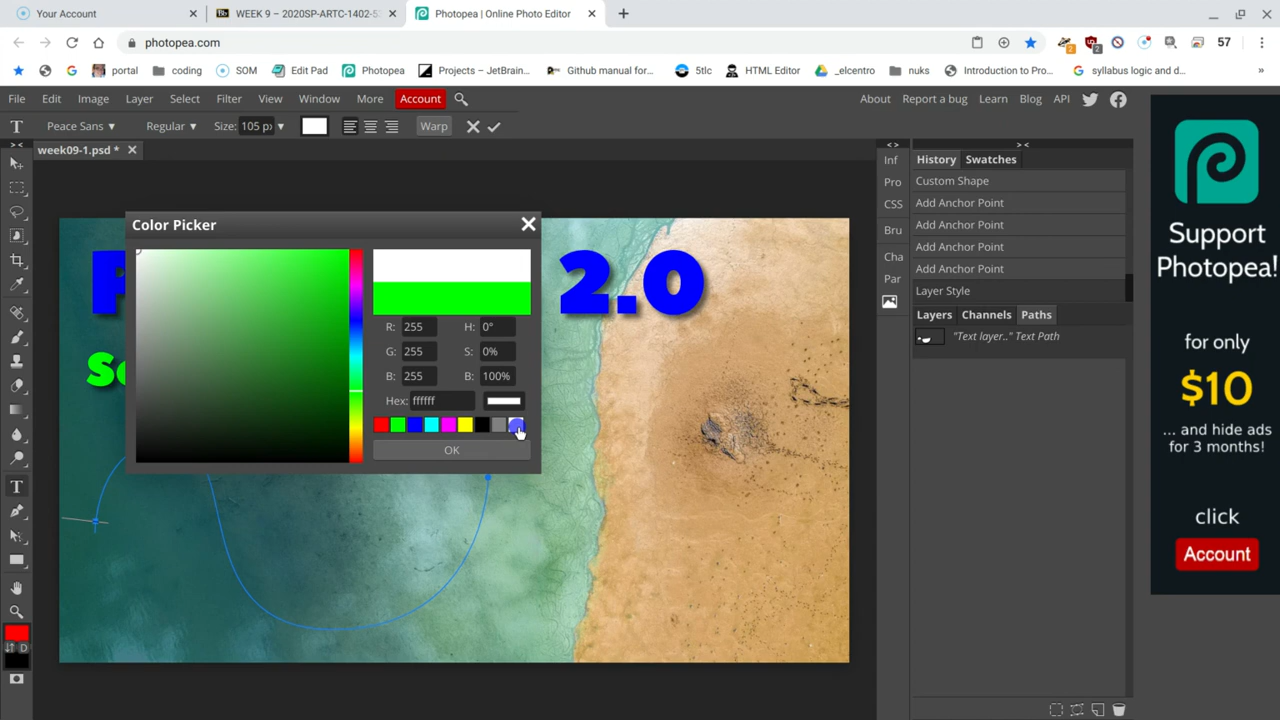 Your Account
WEEK 9 – 2020SP-ARTC-1402-5
Photopea | Online Photo Editor
photopea.com
57
portal
coding
SOM
Edit Pad
Photopea
Projects – JetBrain...
Github manual for...
5tlc
HTML Editor
_elcentro
nuks
Introduction to Pro...
syllabus logic and d...
»
File Edit Image Layer Select Filter View Window More Account
About Report a bug Learn Blog API
Peace Sans Regular Size: 105 p Warp
week09-1.psd *
Color Picker
R: 255 H: 0°
G: 255 S: 0%
B: 255 B: 100%
Hex: ffffff
OK
2.0
Inf
Pro
CSS
Bru
Cha
Par
History Swatches
Custom Shape
Add Anchor Point
Add Anchor Point
Add Anchor Point
Add Anchor Point
Layer Style
Layers Channels Paths
"Text layer.." Text Path
D
Support
Photopea!
for only
$10
... and hide ads
for 3 months!
click
Account